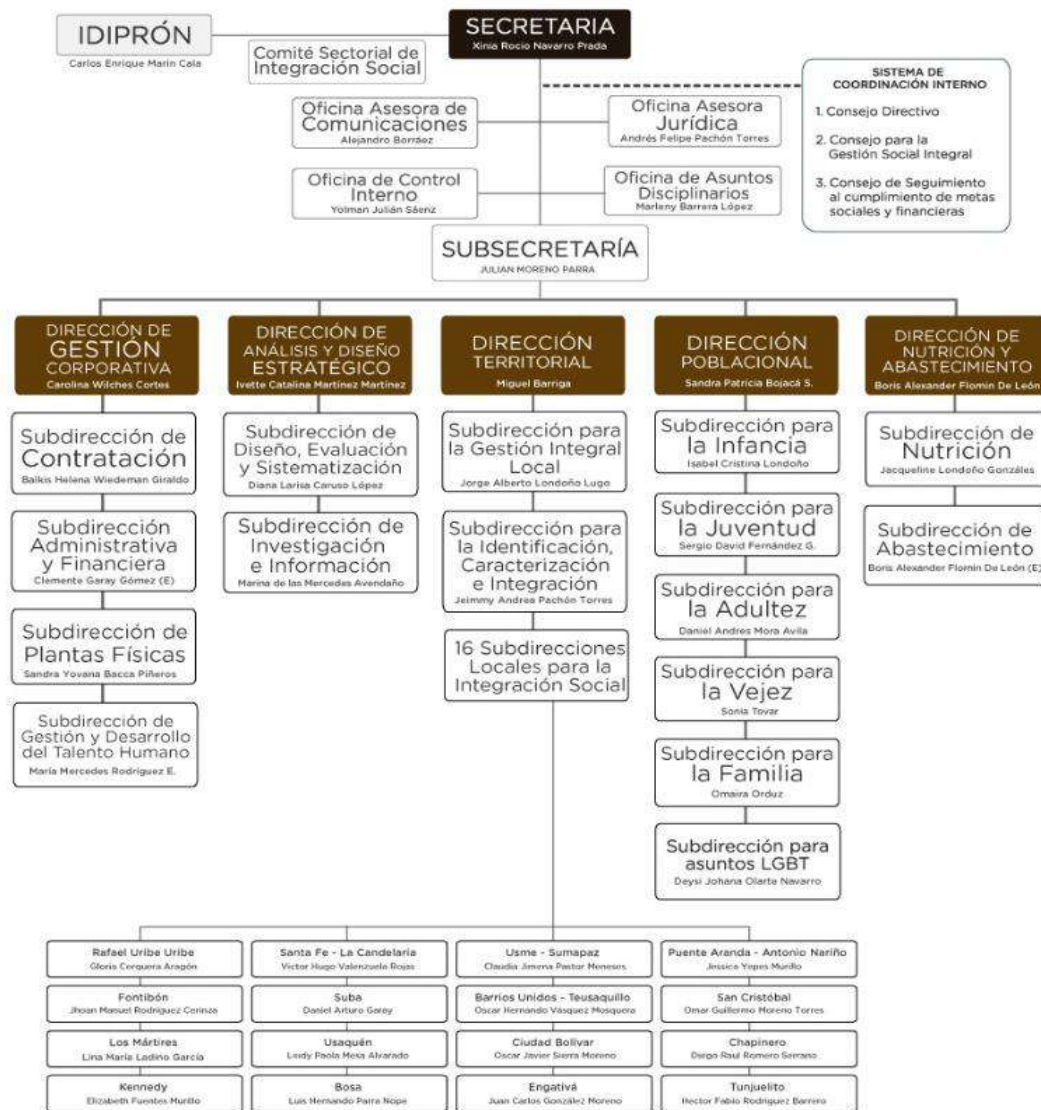 IDIPRÓN
Carlos Enrique Marín Cala
SECRETARIA
Xinia Rocio Navarro Prada
Comité Sectorial de
Integración Social
SISTEMA DE
COORDINACIÓN INTERNO
1. Consejo Directivo
2. Consejo para la
Gestión Social Integral
3. Consejo de Seguimiento
al cumplimiento de metas
sociales y financieras
Oficina Asesora de
Comunicaciones
Alejandro Borráez
Oficina Asesora
Jurídica
Andrés Felipe Pachón Torres
Oficina de Control
Interno
Yolman Julián Sáenz
Oficina de Asuntos
Disciplinarios
Marleny Barrera López
SUBSECRETARÍA
JULIAN MORENO PARRA
DIRECCIÓN DE
GESTIÓN
CORPORATIVA
Carolina Wilches Cortes
Subdirección de
Contratación
Balkis Helena Wiedeman Giraldo
Subdirección
Administrativa
y Financiera
Clemente Garay Gómez (E)
Subdirección de
Plantas Físicas
Sandra Yovana Bacca Piñeros
Subdirección de
Gestión y Desarrollo
del Talento Humano
María Mercedes Rodríguez E.
DIRECCIÓN DE
ANÁLISIS Y DISEÑO
ESTRATÉGICO
Ivette Catalina Martínez Martínez
Subdirección de
Diseño, Evaluación
y Sistematización
Diana Larisa Caruso López
Subdirección de
Investigación
e Información
Marina de las Mercedes Avendaño
DIRECCIÓN
TERRITORIAL
Miguel Barriga
Subdirección para
la Gestión Integral
Local
Jorge Alberto Londoño Lugo
Subdirección para
la Identificación,
Caracterización
e Integración
Jeimmy Andrea Pachón Torres
16 Subdirecciones
Locales para la
Integración Social
DIRECCIÓN
POBLACIONAL
Sandra Patricia Bojacá S.
Subdirección para
la Infancia
Isabel Cristina Londoño
Subdirección para
la Juventud
Sergio David Fernández G.
Subdirección para
la Adultez
Daniel Andres Mora Avila
Subdirección para
la Vejez
Sonia Tovar
Subdirección para
la Familia
Omaira Orduz
Subdirección para
asuntos LGBT
Deysi Johana Olarte Navarro
DIRECCIÓN DE
NUTRICIÓN Y
ABASTECIMIENTO
Boris Alexander Flomin De León
Subdirección de
Nutrición
Jacqueline Londoño Gonzáles
Subdirección de
Abastecimiento
Boris Alexander Flomin De León (E)
Rafael Uribe Uribe
Gloria Cerquera Aragón
Santa Fe - La Candelaria
Victor Hugo Valenzuela Rojas
Usme - Sumapaz
Claudia Jimena Pastor Meneses
Puente Aranda - Antonio Nariño
Jessica Yepes Murillo
Fontibón
Jhoan Manuel Rodriguez Cerinza
Suba
Daniel Arturo Garay
Barrios Unidos - Teusaquillo
Oscar Hernando Vásquez Mosquera
San Cristóbal
Omar Guillermo Moreno Torres
Los Mártires
Lina María Ladino García
Usaquén
Leidy Paola Mesa Alvarado
Ciudad Bolívar
Oscar Javier Sierra Moreno
Chapinero
Diego Raul Romero Serrano
Kennedy
Elizabeth Fuentes Murillo
Bosa
Luis Hernando Parra Nope
Engativá
Juan Carlos González Moreno
Tunjuelito
Hector Fabio Rodriguez Barrero